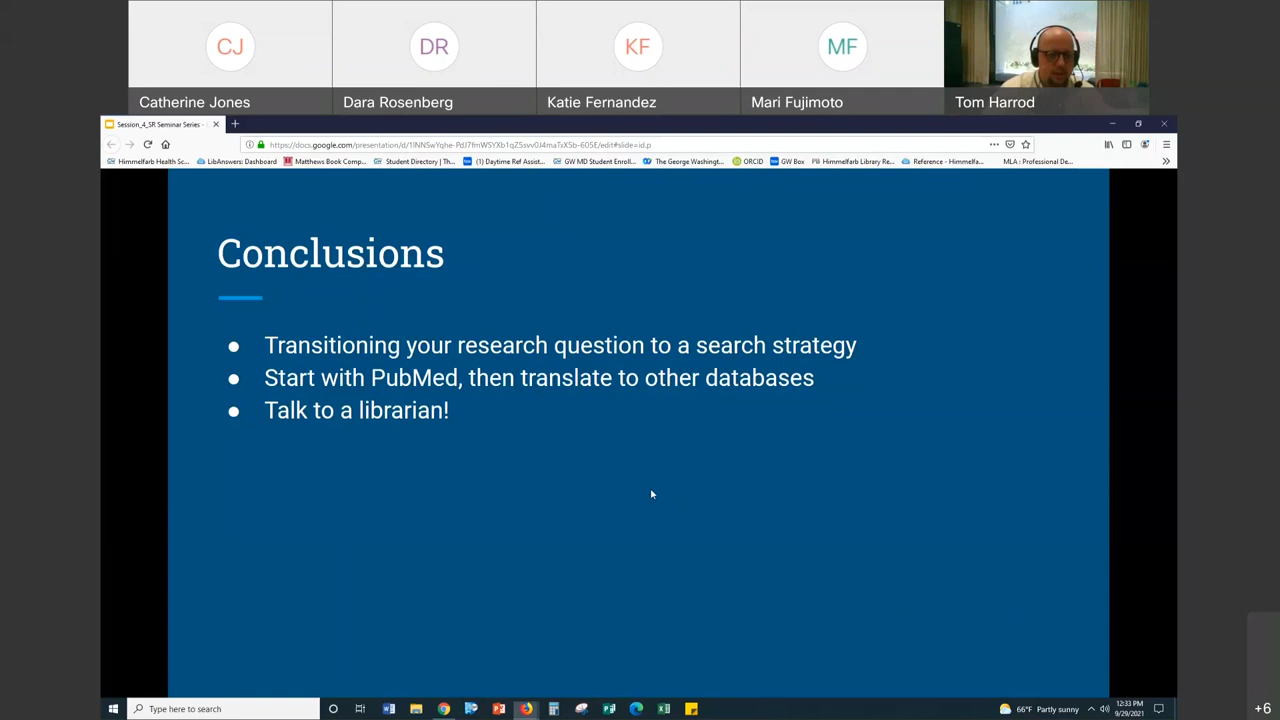 CJ
DR
KF
MF
Catherine Jones
Dara Rosenberg
Katie Fernandez
Mari Fujimoto
Tom Harrod
Session_4_SR Seminar Series -
Himmelfarb Health Sc...
LibAnswers: Dashboard
Matthews Book Comp...
Student Directory | Th...
(1) Daytime Ref Assist...
GW MD Student Enroll...
The George Washingt...
ORCID
GW Box
Himmelfarb Library Re...
Reference - Himmelfa...
MLA : Professional De...
Conclusions
● Transitioning your research question to a search strategy
● Start with PubMed, then translate to other databases
● Talk to a librarian!
Type here to search
66°F Partly sunny
12:33 PM
9/29/2021
+6